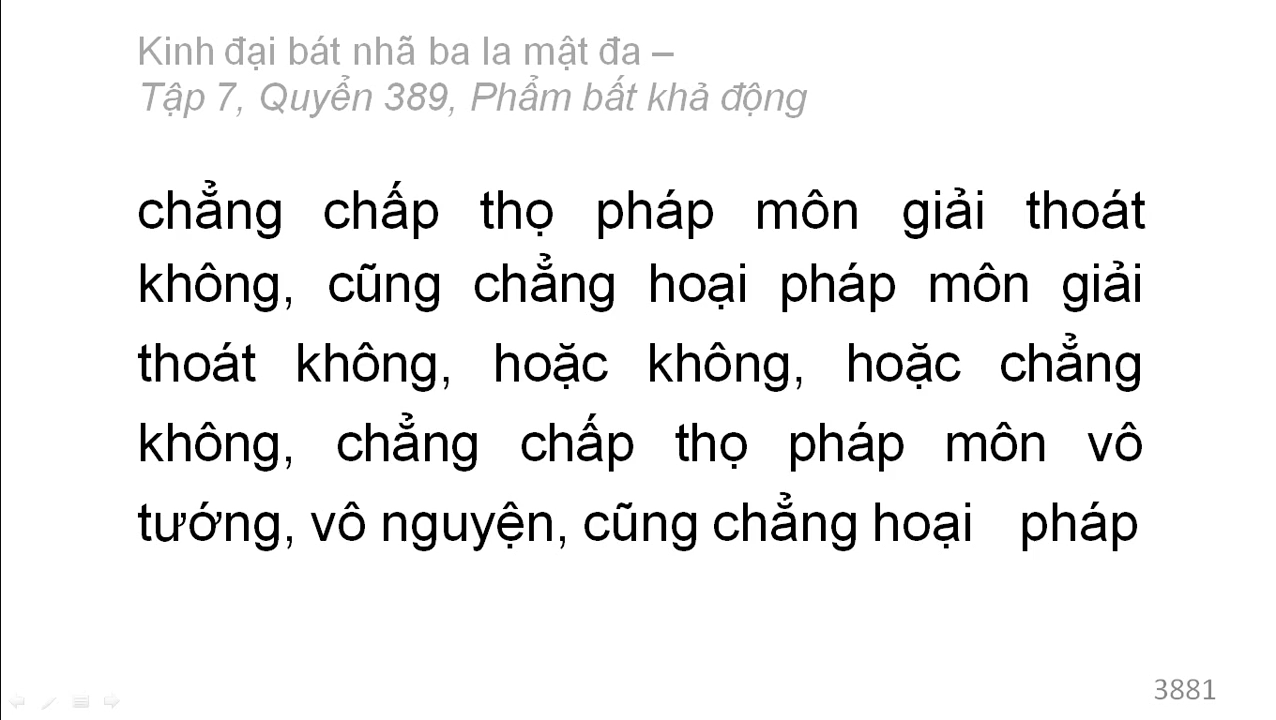 Kinh đại bát nhã ba la mật đa –
Tập 7, Quyển 389, Phẩm bất khả động
chẳng chấp thọ pháp môn giải thoát
không, cũng chẳng hoại pháp môn giải
thoát không, hoặc không, hoặc chẳng
không, chẳng chấp thọ pháp môn vô
tướng, vô nguyện, cũng chẳng hoại pháp
3881